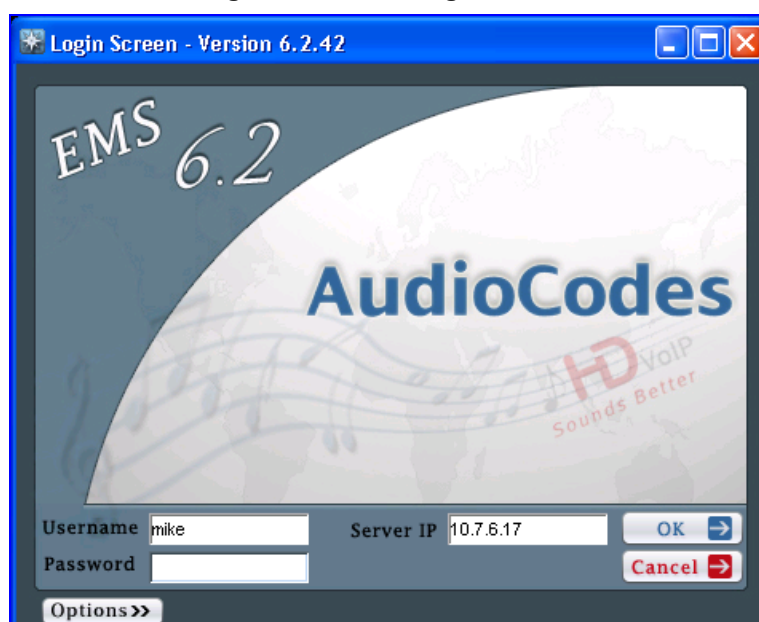 Login Screen - Version 6.2.42
EMS 6.2
AudioCodes
HD VoIP
Sounds Better
Username mike Server IP 10.7.6.17 OK
Password Cancel
Options>>